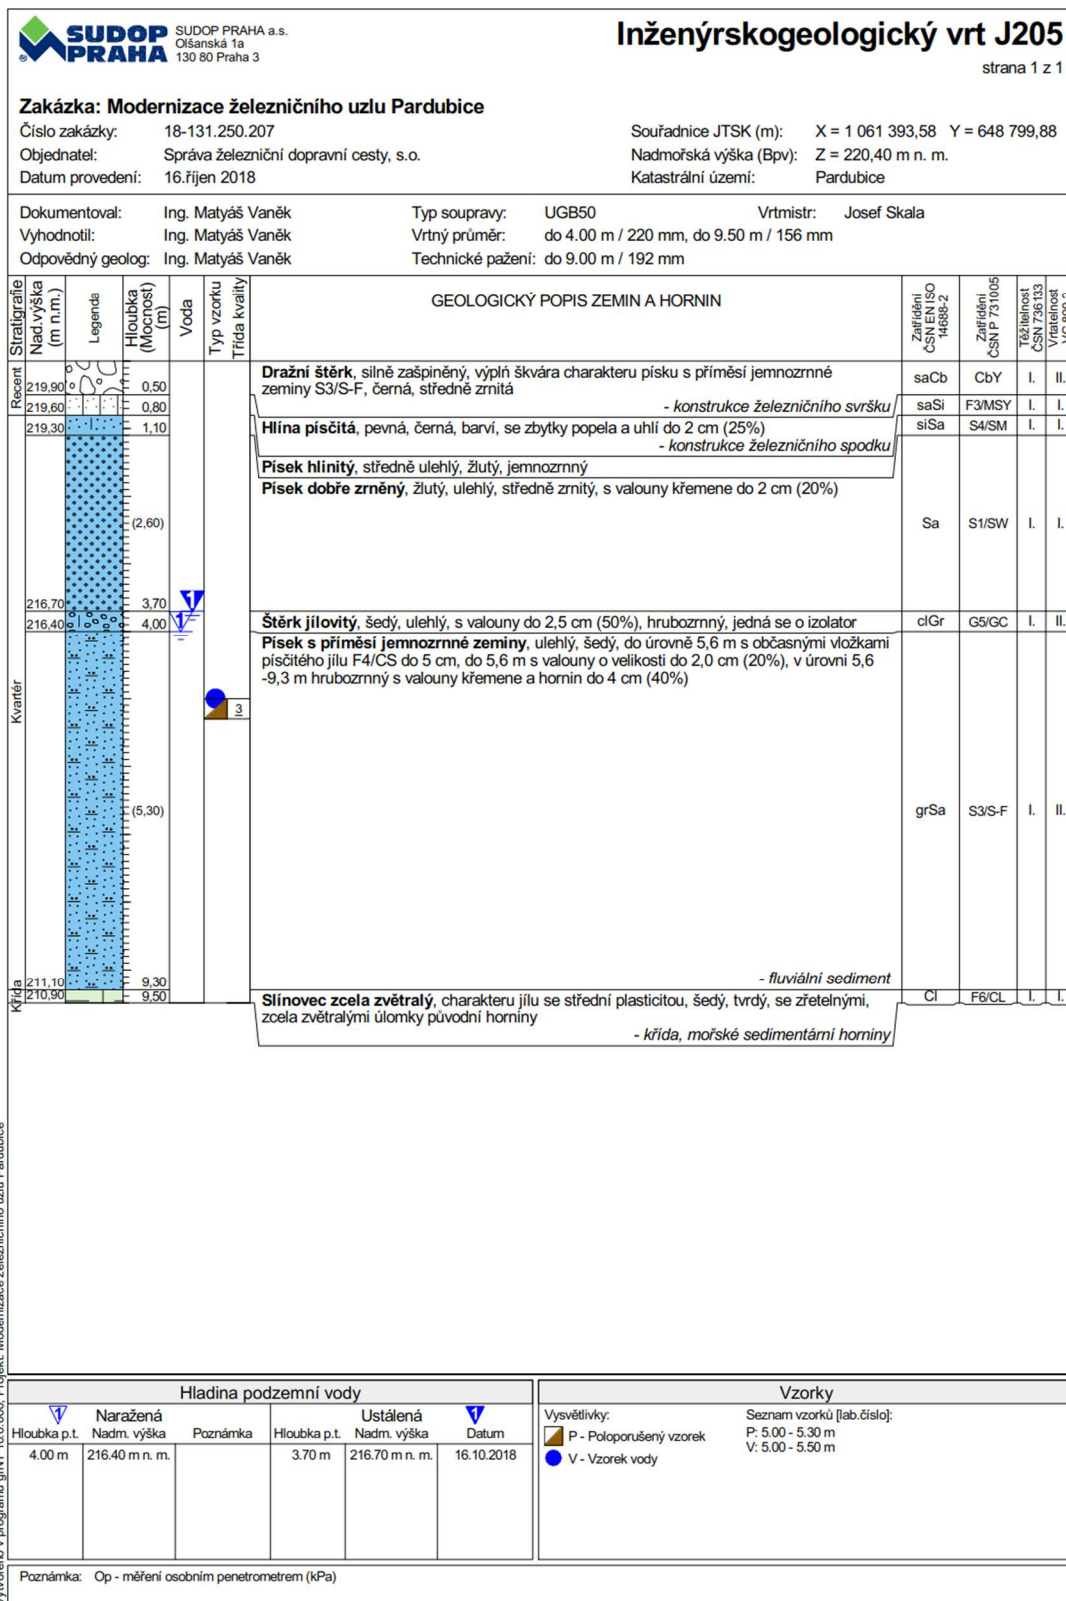 SUDOP
PRAHA
SUDOP PRAHA a.s.
Olšanská 1a
130 80 Praha 3
Inženýrskogeologický vrt J205
strana 1 z 1
Zakázka: Modernizace železničního uzlu Pardubice
Číslo zakázky: 18-131.250.207
Objednatel: Správa železniční dopravní cesty, s.o.
Datum provedení: 16.říjen 2018
Souřadnice JTSK (m): X = 1 061 393,58 Y = 648 799,88
Nadmořská výška (Bpv): Z = 220,40 m n. m.
Katastrální území: Pardubice
Dokumentoval: Ing. Matyáš Vaněk Typ soupravy: UGB50 Vrtmistr: Josef Skala
Vyhodnotil: Ing. Matyáš Vaněk Vrtný průměr: do 4.00 m / 220 mm, do 9.50 m / 156 mm
Odpovědný geolog: Ing. Matyáš Vaněk Technické pažení: do 9.00 m / 192 mm
Stratigrafie
Nad.výška
(m n.m.)
Legenda
Hloubka
(Mocnost)
(m)
Voda
Typ vzorku
Třída kvality
GEOLOGICKÝ POPIS ZEMIN A HORNIN
Zatřídění
ČSN EN ISO
14688-2
Zatřídění
ČSN P 731005
Těžitelnost
ČSN 736133
Vrtatelnost
Recent
219,90 0,50
Dražní štěrk, silně zašpiněný, výplň škvára charakteru písku s příměsí jemnozrnné
zeminy S3/S-F, černá, středně zrnitá
- konstrukce železničního svršku
saCb CbY I. II.
219,60 0,80
saSi F3/MSY I. I.
219,30 1,10
Hlína písčitá, pevná, černá, barví, se zbytky popela a uhlí do 2 cm (25%)
- konstrukce železničního spodku
siSa S4/SM I. I.
Písek hlinitý, středně ulehlý, žlutý, jemnozrnný
Písek dobře zrněný, žlutý, ulehlý, středně zrnitý, s valouny křemene do 2 cm (20%)
(2,60)
Sa S1/SW I. I.
216,70 3,70 1
216,40 4,00 1
Štěrk jílovitý, šedý, ulehlý, s valouny do 2,5 cm (50%), hrubozrnný, jedná se o izolator
clGr G5/GC I. II.
Písek s příměsí jemnozrnné zeminy, ulehlý, šedý, do úrovně 5,6 m s občasnými vložkami
písčitého jílu F4/CS do 5 cm, do 5,6 m s valouny o velikosti do 2,0 cm (20%), v úrovni 5,6
-9,3 m hrubozrnný s valouny křemene a hornin do 4 cm (40%)
Kvartér
3
(5,30)
grSa S3/S-F I. II.
- fluviální sediment
211,10 9,30
Křída
210,90 9,50
Slínovec zcela zvětralý, charakteru jílu se střední plasticitou, šedý, tvrdý, se zřetelnými,
zcela zvětralými úlomky původní horniny
- křída, mořské sedimentární horniny
Cl F6/CL I. I.
Hladina podzemní vody
1 Naražená Ustálená 1
Hloubka p.t. Nadm. výška Poznámka Hloubka p.t. Nadm. výška Datum
4.00 m 216.40 m n. m. 3.70 m 216.70 m n. m. 16.10.2018
Vzorky
Vysvětlivky:
P - Poloporušený vzorek
V - Vzorek vody
Seznam vzorků [lab.číslo]:
P: 5.00 - 5.30 m
V: 5.00 - 5.50 m
Poznámka: Op - měření osobním penetrometrem (kPa)